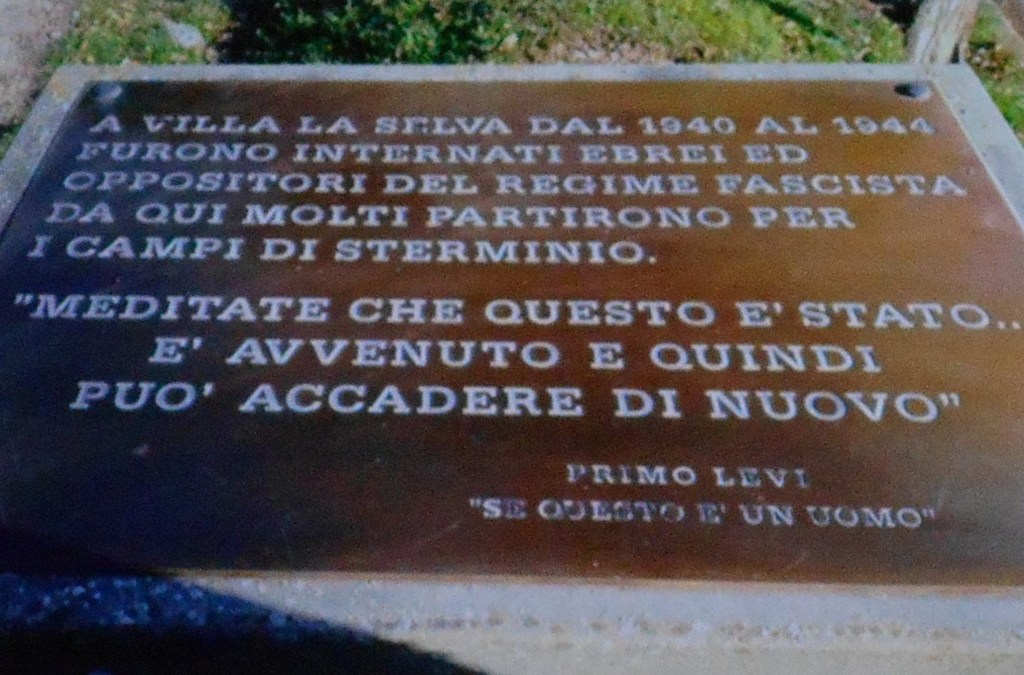 A VILLA LA SELVA DAL 1940 AL 1944
FURONO INTERNATI EBREI ED
OPPOSITORI DEL REGIME FASCISTA
DA QUI MOLTI PARTIRONO PER
I CAMPI DI STERMINIO.
"MEDITATE CHE QUESTO E' STATO...
E' AVVENUTO E QUINDI
PUO' ACCADERE DI NUOVO"
PRIMO LEVI
"SE QUESTO E' UN UOMO"